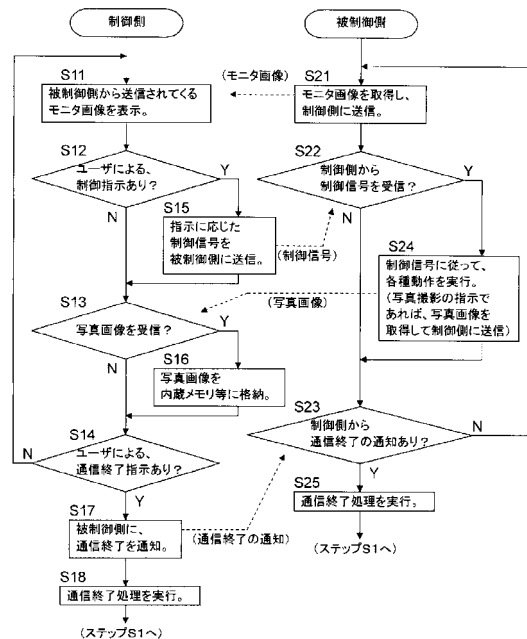 制御側
S11
被制御側から送信されてくる
モニタ画像を表示。
S12
ユーザによる、
制御指示あり?
Y
N
S15
指示に応じた
制御信号を
被制御側に送信。
S13
写真画像を受信?
Y
N
S16
写真画像を
内蔵メモリ等に格納。
S14
ユーザによる、
通信終了指示あり?
N
Y
S17
被制御側に、
通信終了を通知。
S18
通信終了処理を実行。
(ステップS1へ)
(モニタ画像)
(制御信号)
(写真画像)
(通信終了の通知)
被制御側
S21
モニタ画像を取得し、
制御側に送信。
S22
制御側から
制御信号を受信?
Y
N
S24
制御信号に従って、
各種動作を実行。
(写真撮影の指示で
あれば、写真画像を
取得して制御側に送信)
S23
制御側から
通信終了の通知あり?
N
Y
S25
通信終了処理を実行。
(ステップS1へ)